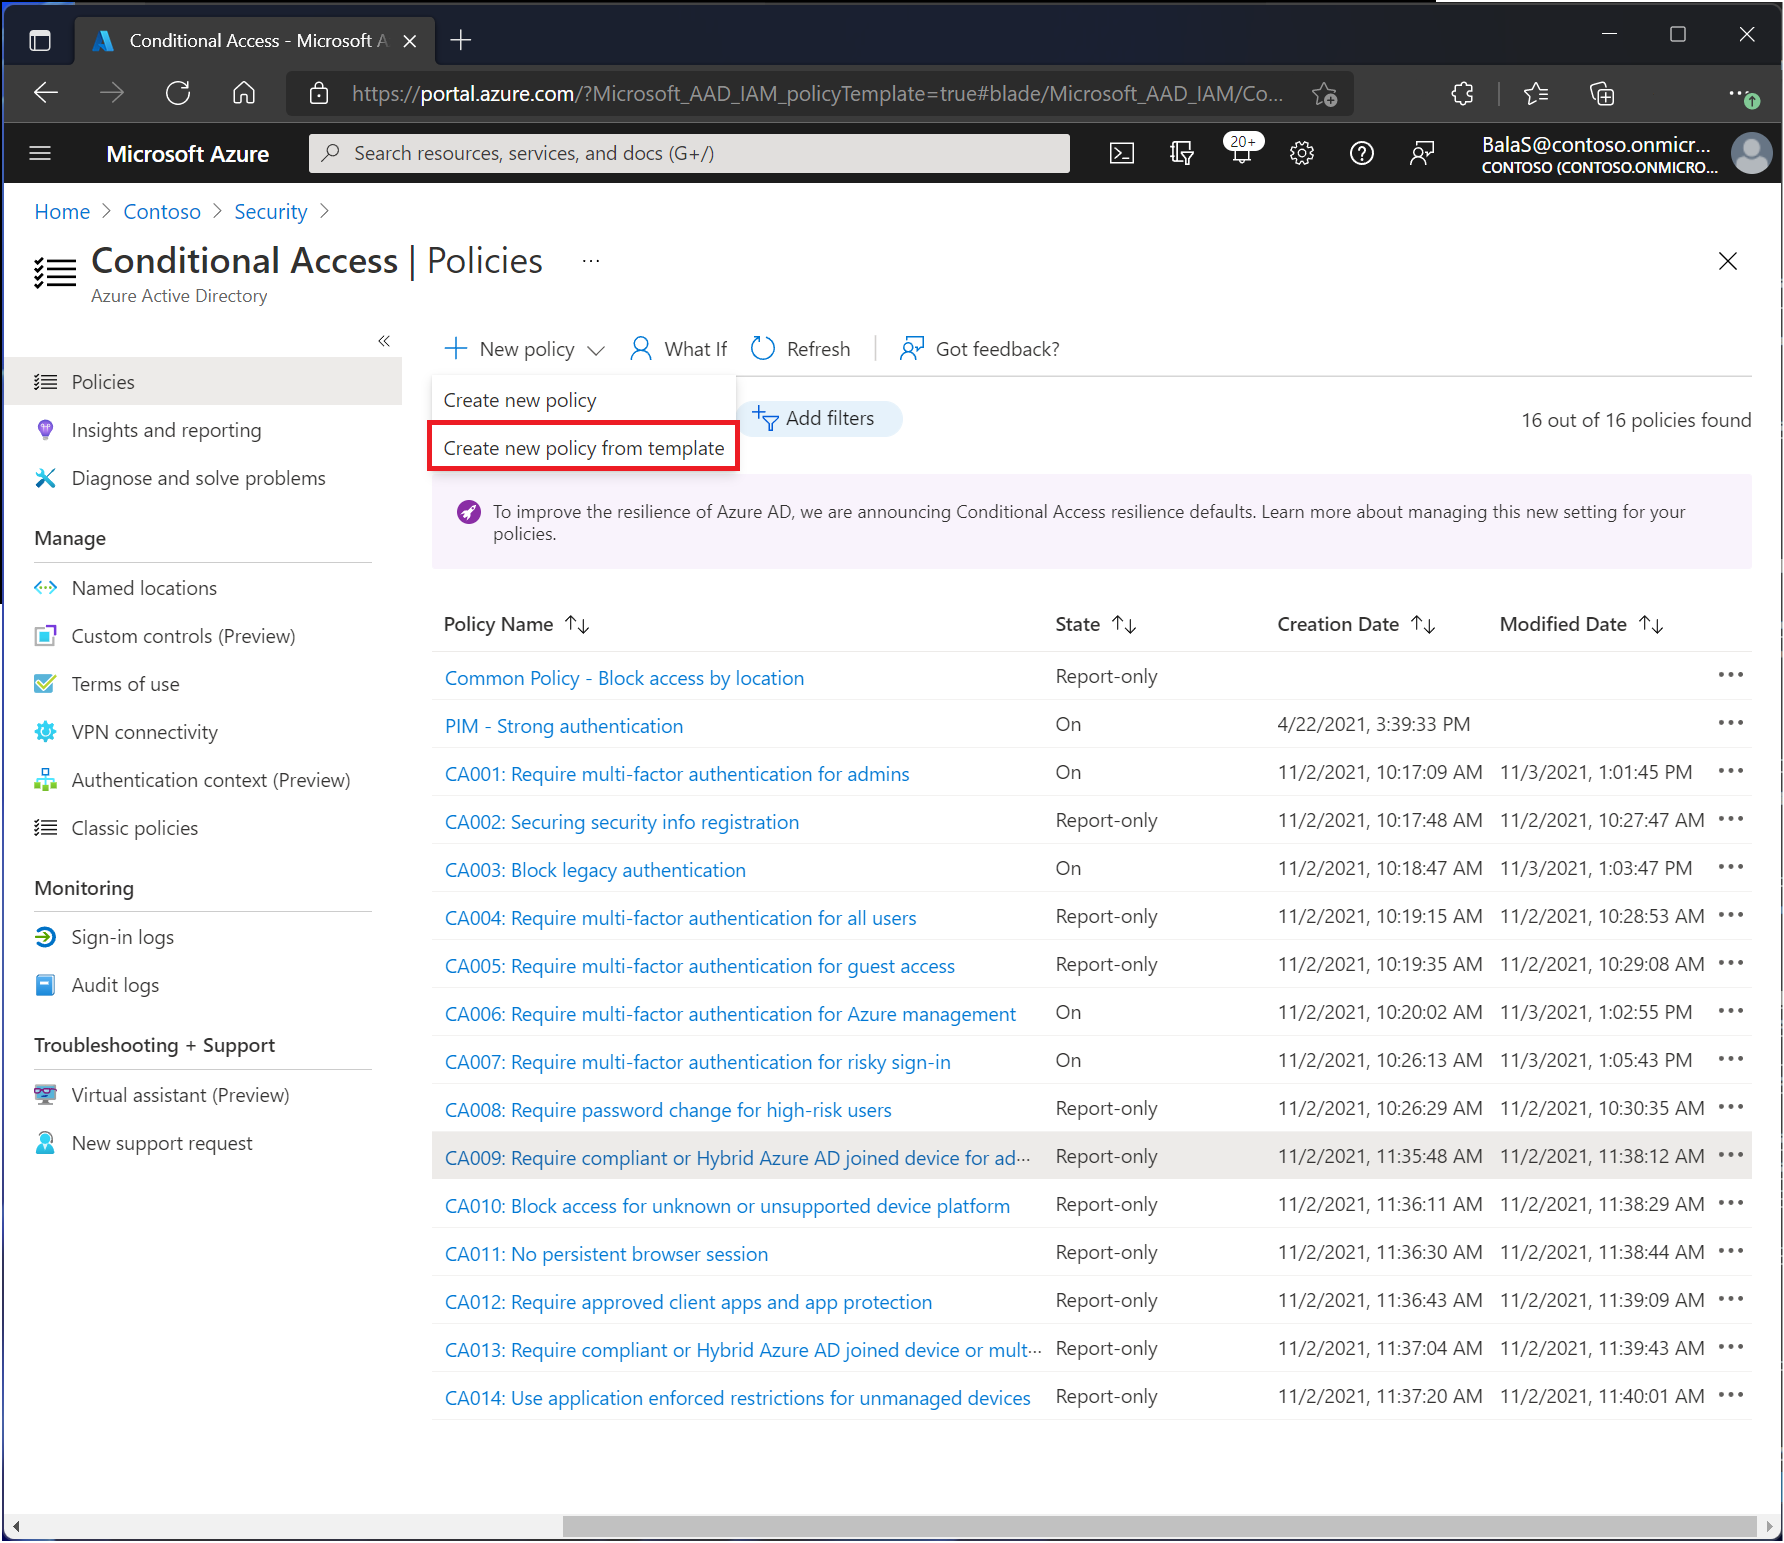 Conditional Access - Microsoft A
https://portal.azure.com/?Microsoft_AAD_IAM_policyTemplate=true#blade/Microsoft_AAD_IAM/Co...
Microsoft Azure
Search resources, services, and docs (G+/)
20+
BalaS@contoso.onmicr...
CONTOSO (CONTOSO.ONMICRO...
Home > Contoso > Security >
Conditional Access | Policies ...
Azure Active Directory
«
Policies
Insights and reporting
Diagnose and solve problems
Manage
Named locations
Custom controls (Preview)
Terms of use
VPN connectivity
Authentication context (Preview)
Classic policies
Monitoring
Sign-in logs
Audit logs
Troubleshooting + Support
Virtual assistant (Preview)
New support request
New policy What If Refresh Got feedback?
Create new policy
Create new policy from template
Add filters
16 out of 16 policies found
To improve the resilience of Azure AD, we are announcing Conditional Access resilience defaults. Learn more about managing this new setting for your
policies.
Policy Name State Creation Date Modified Date
Common Policy - Block access by location Report-only
PIM - Strong authentication On 4/22/2021, 3:39:33 PM
CA001: Require multi-factor authentication for admins On 11/2/2021, 10:17:09 AM 11/3/2021, 1:01:45 PM
CA002: Securing security info registration Report-only 11/2/2021, 10:17:48 AM 11/2/2021, 10:27:47 AM
CA003: Block legacy authentication On 11/2/2021, 10:18:47 AM 11/3/2021, 1:03:47 PM
CA004: Require multi-factor authentication for all users Report-only 11/2/2021, 10:19:15 AM 11/2/2021, 10:28:53 AM
CA005: Require multi-factor authentication for guest access Report-only 11/2/2021, 10:19:35 AM 11/2/2021, 10:29:08 AM
CA006: Require multi-factor authentication for Azure management On 11/2/2021, 10:20:02 AM 11/3/2021, 1:02:55 PM
CA007: Require multi-factor authentication for risky sign-in On 11/2/2021, 10:26:13 AM 11/3/2021, 1:05:43 PM
CA008: Require password change for high-risk users Report-only 11/2/2021, 10:26:29 AM 11/2/2021, 10:30:35 AM
CA009: Require compliant or Hybrid Azure AD joined device for ad... Report-only 11/2/2021, 11:35:48 AM 11/2/2021, 11:38:12 AM
CA010: Block access for unknown or unsupported device platform Report-only 11/2/2021, 11:36:11 AM 11/2/2021, 11:38:29 AM
CA011: No persistent browser session Report-only 11/2/2021, 11:36:30 AM 11/2/2021, 11:38:44 AM
CA012: Require approved client apps and app protection Report-only 11/2/2021, 11:36:43 AM 11/2/2021, 11:39:09 AM
CA013: Require compliant or Hybrid Azure AD joined device or mult... Report-only 11/2/2021, 11:37:04 AM 11/2/2021, 11:39:43 AM
CA014: Use application enforced restrictions for unmanaged devices Report-only 11/2/2021, 11:37:20 AM 11/2/2021, 11:40:01 AM